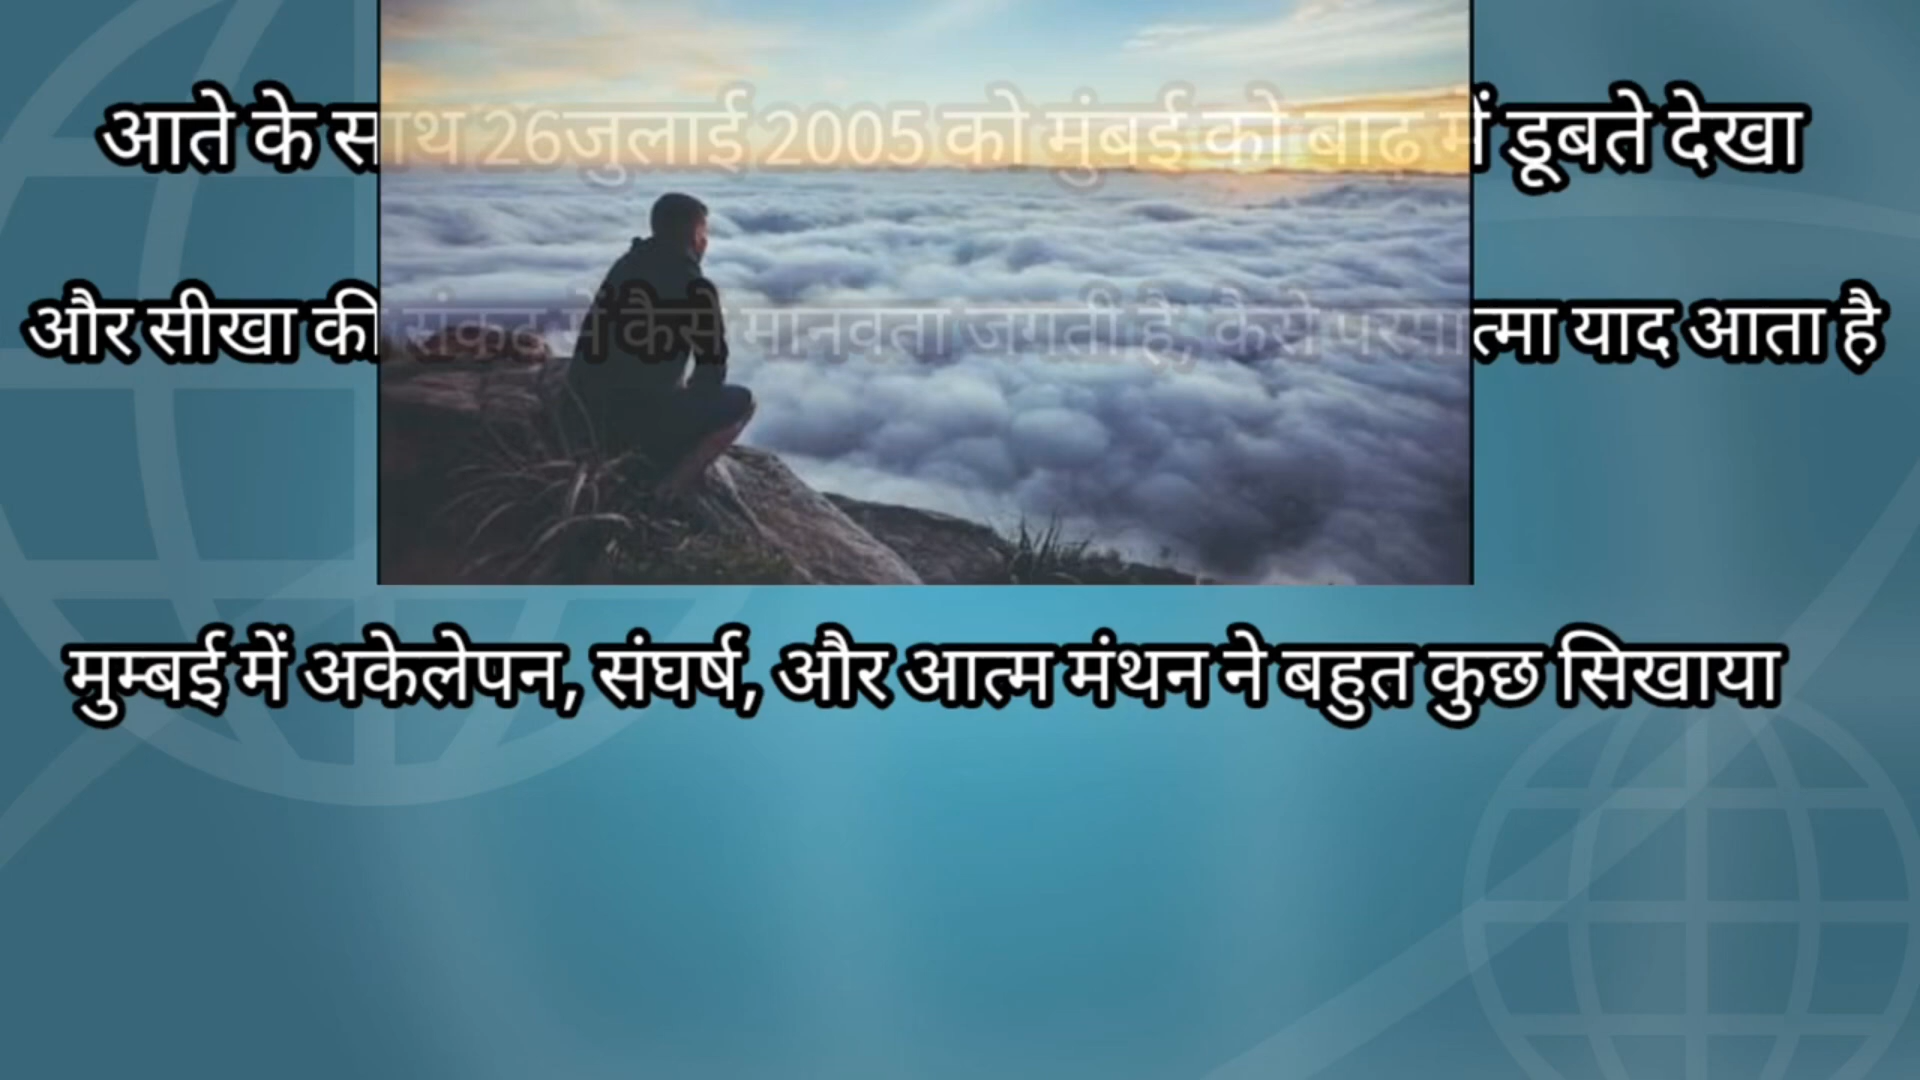 आते के साथ 26जुलाई 2005 को मुंबई को बाढ़ में डूबते देखा
और सीखा की संकट में कैसे मानवता जगती है, कैसे परमात्मा याद आता है
मुम्बई में अकेलेपन, संघर्ष, और आत्म मंथन ने बहुत कुछ सिखाया